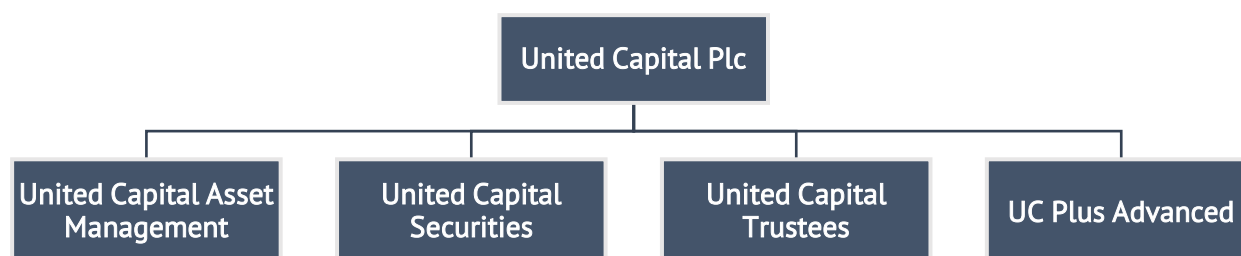 United Capital Plc
United Capital Asset
Management
United Capital
Securities
United Capital
Trustees
UC Plus Advanced